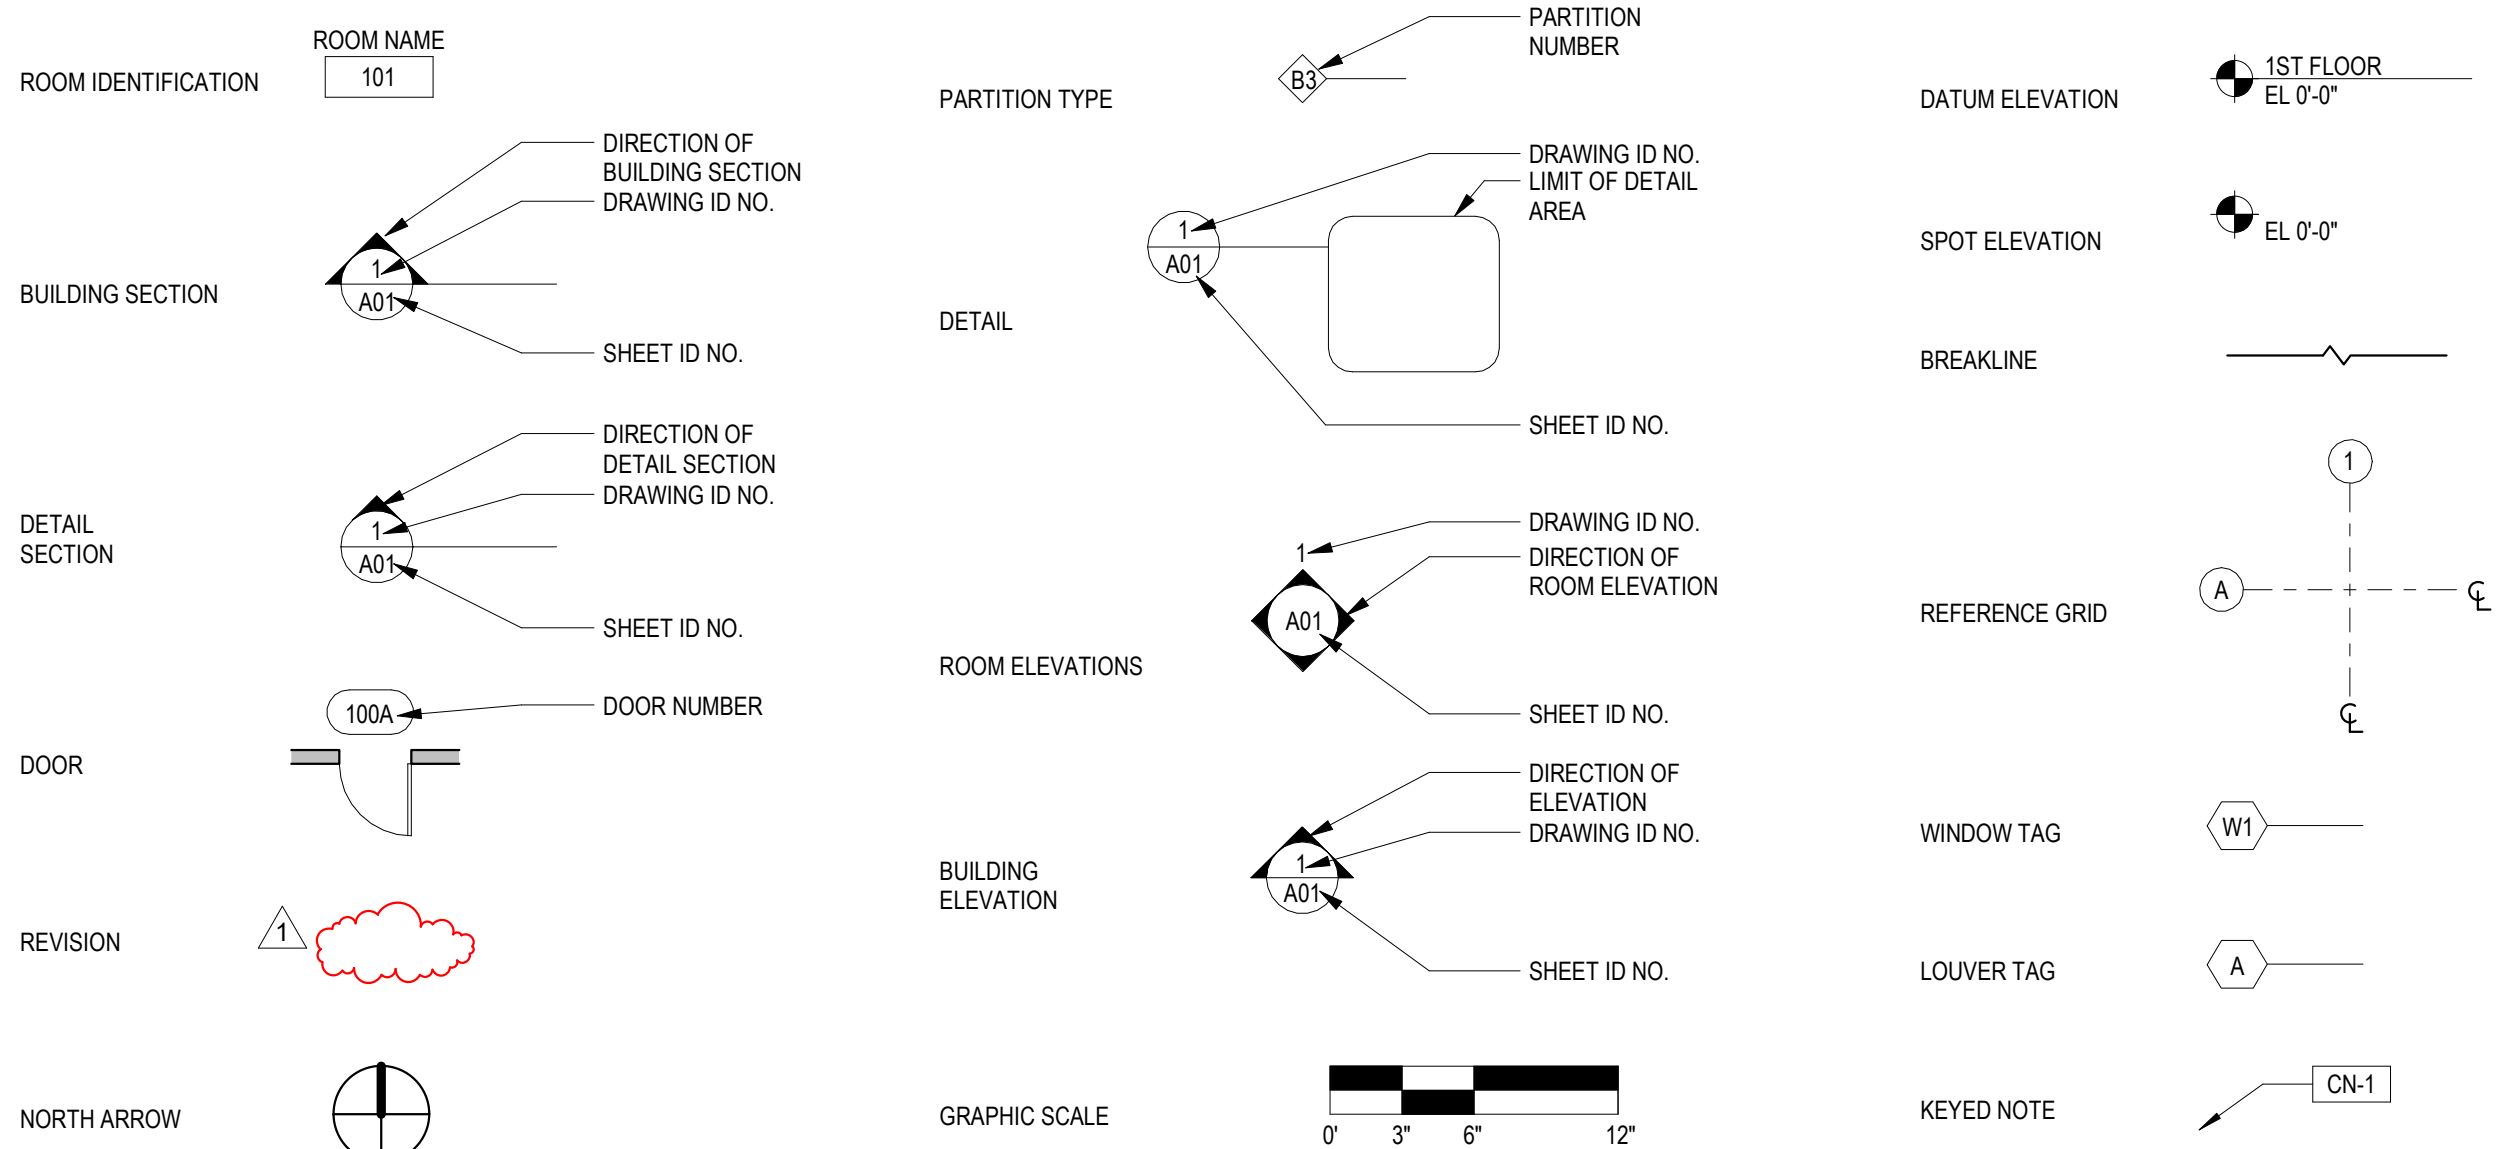 ROOM IDENTIFICATION
ROOM NAME
101
BUILDING SECTION
DIRECTION OF
BUILDING SECTION
DRAWING ID NO.
1
A01
SHEET ID NO.
DETAIL
SECTION
DIRECTION OF
DETAIL SECTION
DRAWING ID NO.
1
A01
SHEET ID NO.
DOOR
100A
DOOR NUMBER
REVISION
1
NORTH ARROW
PARTITION TYPE
B3
PARTITION
NUMBER
DETAIL
DRAWING ID NO.
LIMIT OF DETAIL
AREA
1
A01
SHEET ID NO.
ROOM ELEVATIONS
DRAWING ID NO.
1
DIRECTION OF
ROOM ELEVATION
A01
SHEET ID NO.
BUILDING
ELEVATION
DIRECTION OF
ELEVATION
DRAWING ID NO.
1
A01
SHEET ID NO.
GRAPHIC SCALE
0' 3" 6" 12"
DATUM ELEVATION
1ST FLOOR
EL 0'-0"
SPOT ELEVATION
EL 0'-0"
BREAKLINE
REFERENCE GRID
1
A
℄
℄
WINDOW TAG
W1
LOUVER TAG
A
KEYED NOTE
CN-1